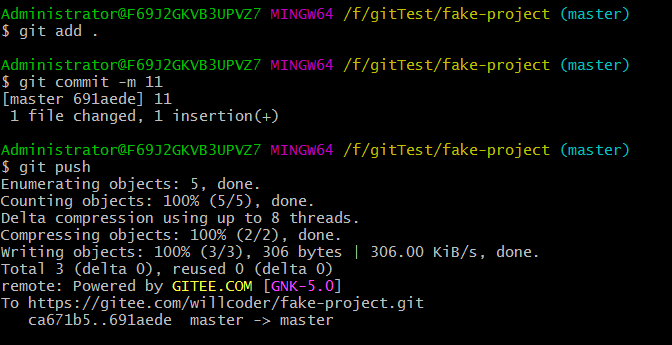 Administrator@F69J2GKVB3UPVZ7 MINGW64 /f/gitTest/fake-project (master)
$ git add .
Administrator@F69J2GKVB3UPVZ7 MINGW64 /f/gitTest/fake-project (master)
$ git commit -m 11
[master 691aede] 11
 1 file changed, 1 insertion(+)
Administrator@F69J2GKVB3UPVZ7 MINGW64 /f/gitTest/fake-project (master)
$ git push
Enumerating objects: 5, done.
Counting objects: 100% (5/5), done.
Delta compression using up to 8 threads.
Compressing objects: 100% (2/2), done.
Writing objects: 100% (3/3), 306 bytes | 306.00 KiB/s, done.
Total 3 (delta 0), reused 0 (delta 0)
remote: Powered by GITEE.COM [GNK-5.0]
To https://gitee.com/willcoder/fake-project.git
   ca671b5..691aede  master -> master